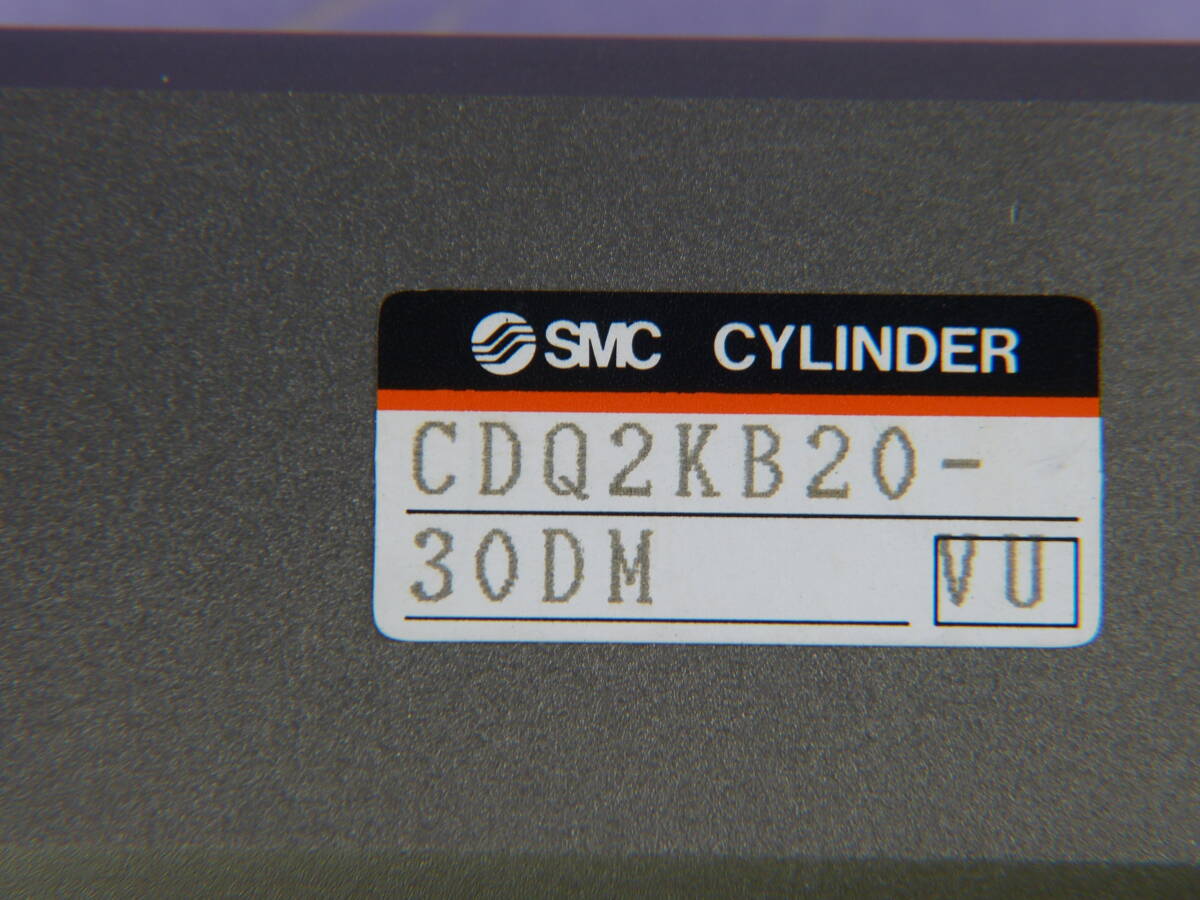 SMC CYLINDER
CDQ2KB20-
30DM VU